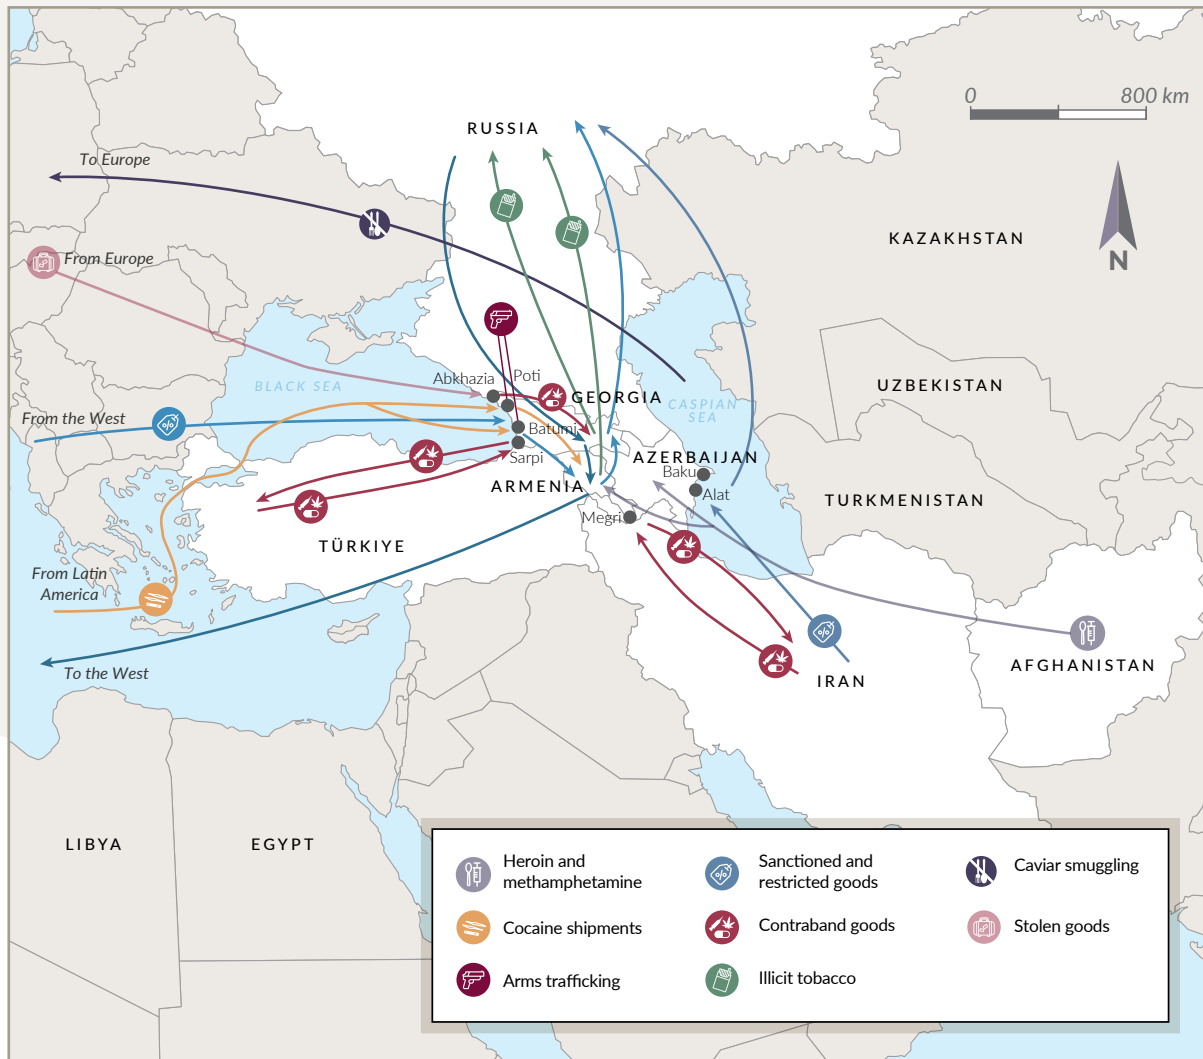 0 800 km
RUSSIA
To Europe
KAZAKHSTAN
N
From Europe
Abkhazia
Poti
BLACK SEA
GEORGIA
UZBEKISTAN
CASPIAN
SEA
From the West
Batumi
Sarpi
AZERBAIJAN
Baku
Alat
ARMENIA
TURKMENISTAN
Megri
TÜRKIYE
From Latin
America
To the West
AFGHANISTAN
IRAN
LIBYA
EGYPT
Heroin and
methamphetamine
Cocaine shipments
Arms trafficking
Sanctioned and
restricted goods
Contraband goods
Illicit tobacco
Caviar smuggling
Stolen goods